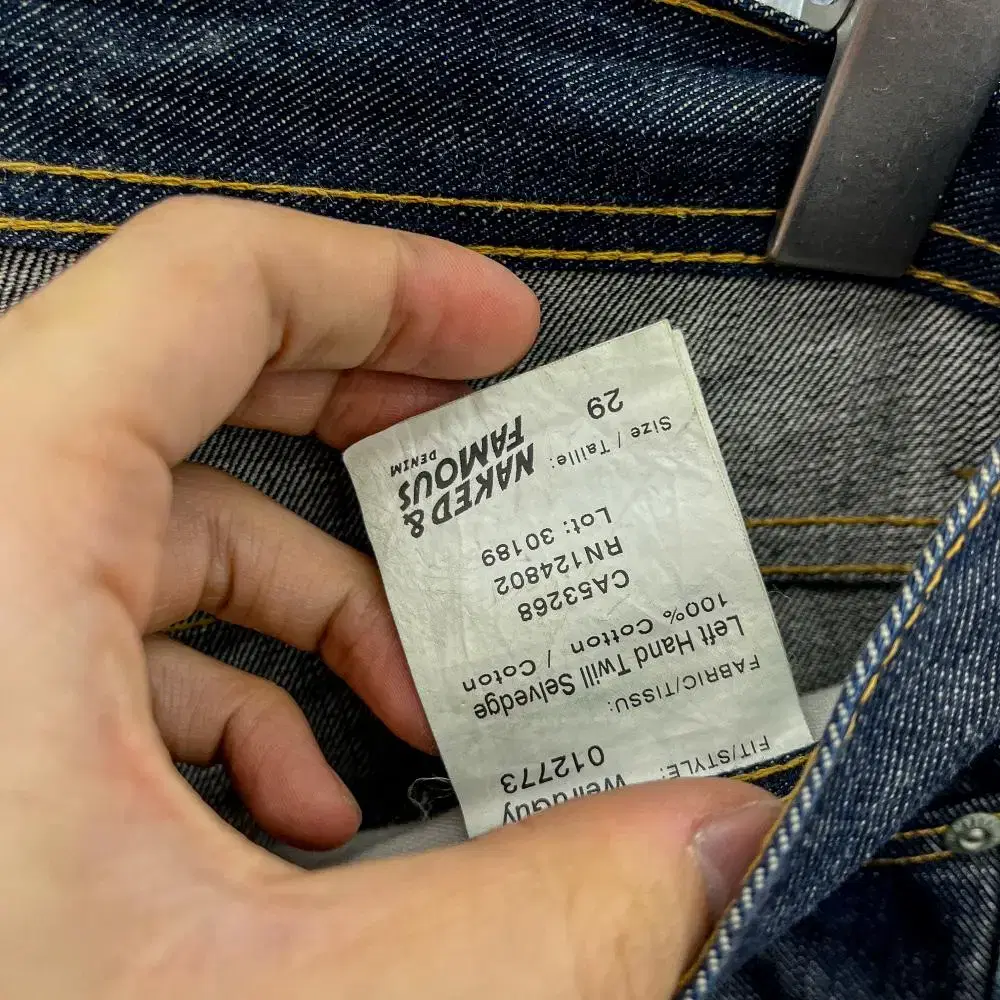 FIT/STYLE:
WeirdGuy
012773
FABRIC/TISSU:
Left Hand Twill Selvedge
100% Cotton / Coton
CA53268
RN124802
Lot: 30189
NAKED &
FAMOUS
DENIM
Size / Taille:
29